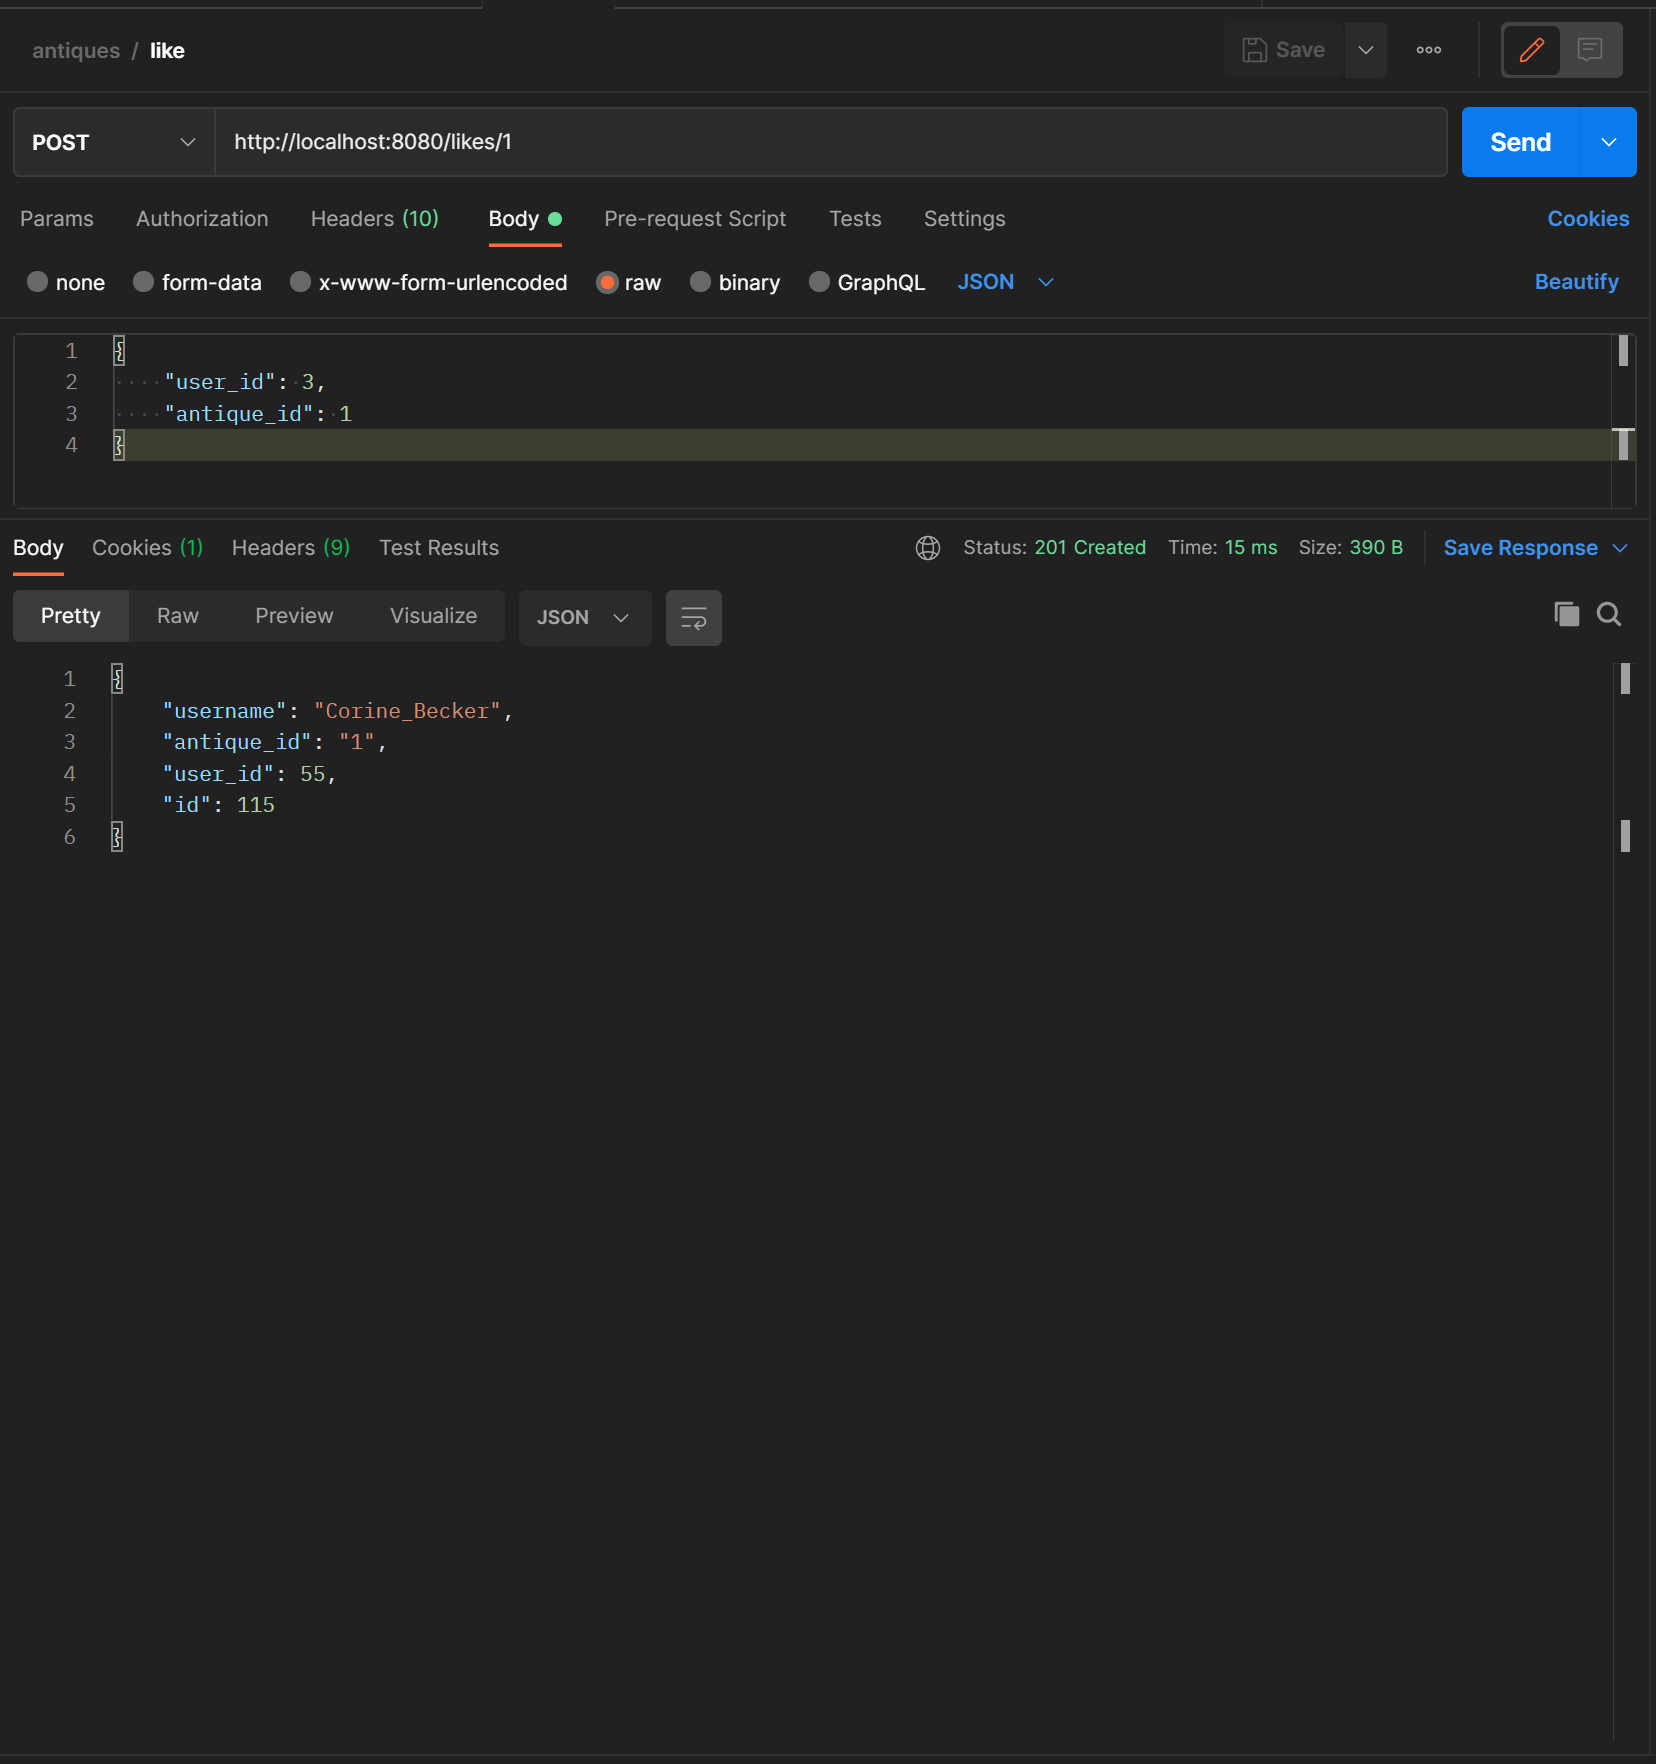 antiques / like
Save
POST
http://localhost:8080/likes/1
Send
Params Authorization Headers (10) Body Pre-request Script Tests Settings Cookies
none form-data x-www-form-urlencoded raw binary GraphQL JSON Beautify
1 {
2 "user_id": 3,
3 "antique_id": 1
4 }
Body Cookies (1) Headers (9) Test Results Status: 201 Created Time: 15 ms Size: 390 B Save Response
Pretty Raw Preview Visualize JSON
1 {
2 "username": "Corine_Becker",
3 "antique_id": "1",
4 "user_id": 55,
5 "id": 115
6 }